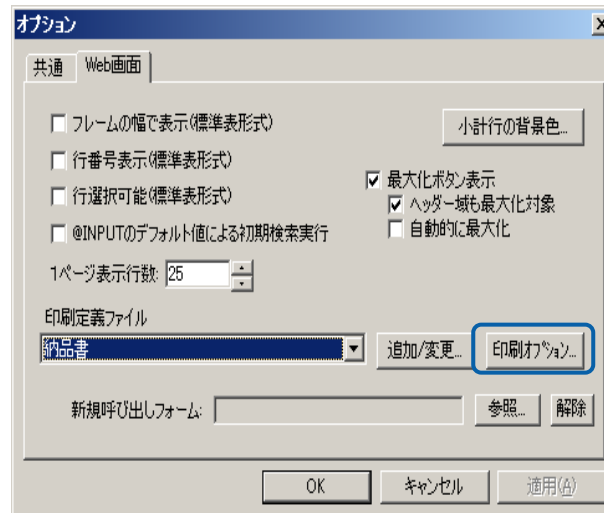 オプション
共通 Web画面
フレームの幅で表示(標準表形式)
小計行の背景色...
行番号表示(標準表形式)
最大化ボタン表示
行選択可能(標準表形式)
ヘッダー域も最大化対象
@INPUTのデフォルト値による初期検索実行
自動的に最大化
1ページ表示行数: 25
印刷定義ファイル
納品書 追加/変更... 印刷オプション...
新規呼び出しフォーム: 参照... 解除
OK キャンセル 適用(A)